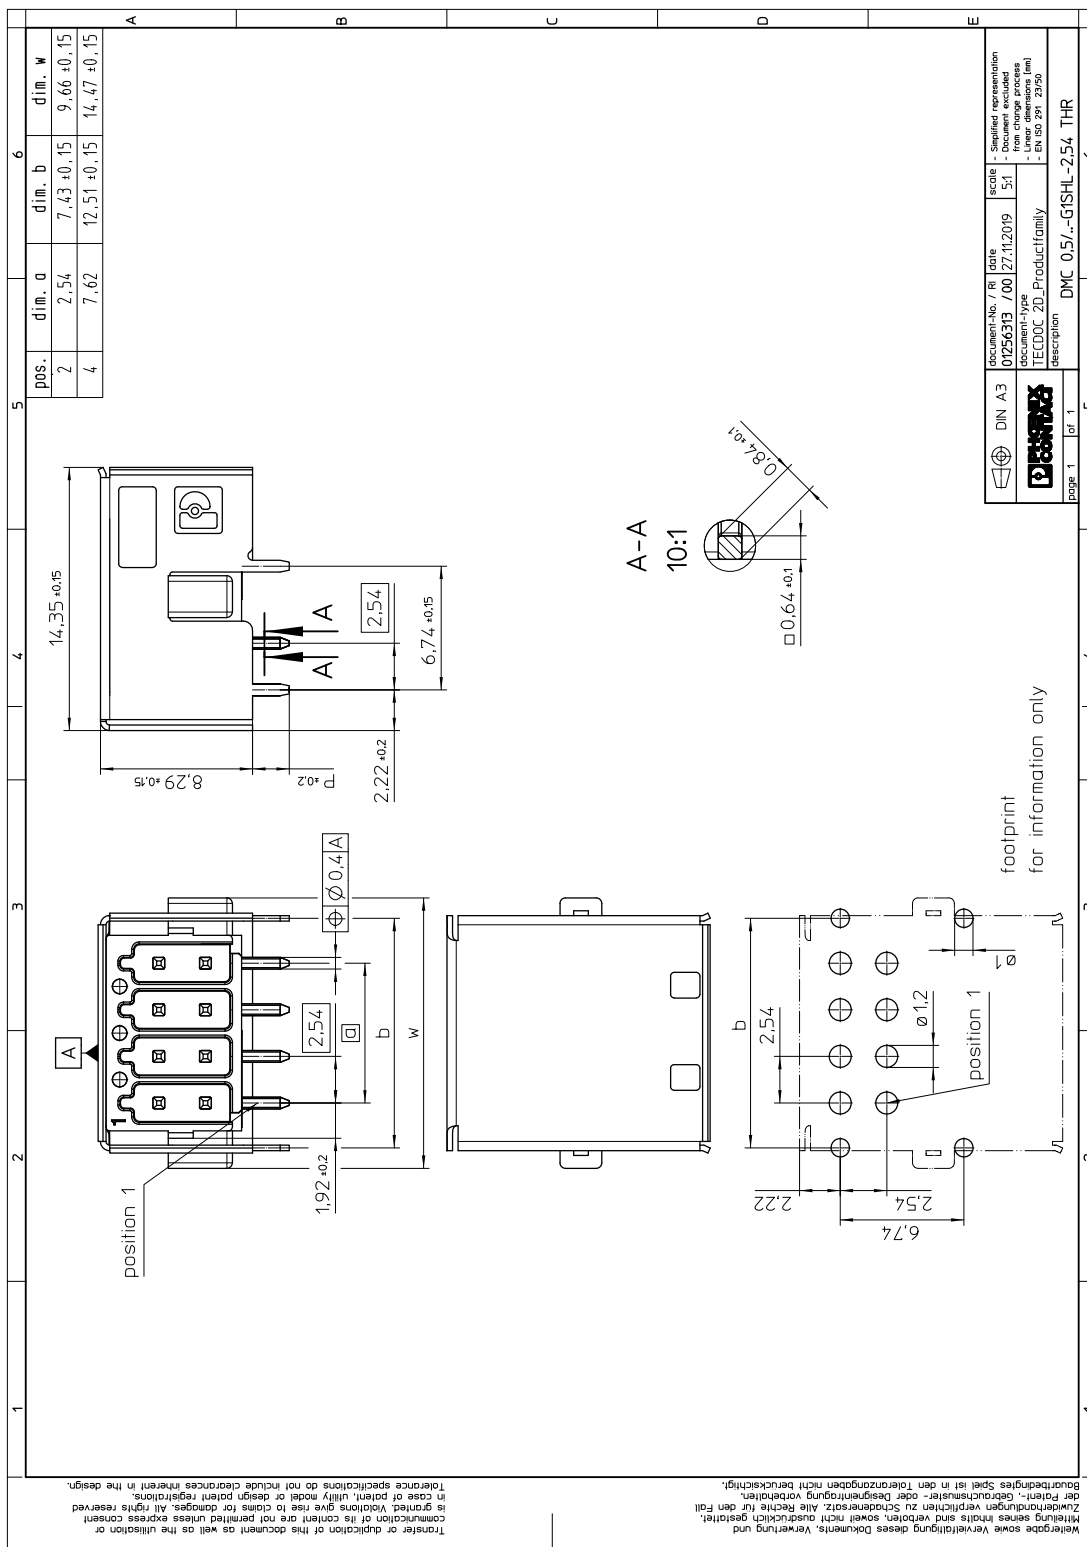 A
B
C
D
E
1
2
3
4
5
6
pos. dim. a dim. b dim. w
2 2,54 7,43 ±0,15 9,66 ±0,15
4 7,62 12,51 ±0,15 14,47 ±0,15
14,35 ±0,15
8,29 ±0,15
P ±0,2
2,22 ±0,2
2,54
6,74 ±0,15
A
A
A
1
position 1
1,92 ±0,2
2,54
a
b
w
Ø 0,4 A
A-A
10:1
0,84 ±0,1
□ 0,64 ±0,1
b
2,54
2,22
2,54
6,74
ø 1,2
ø 1
position 1
footprint
for information only
DIN A3
PHOENIX
CONTACT
page 1 of 1
document-No. / RI
01256313 / 00
date
27.11.2019
scale
5:1
- Simplified representation
- Document excluded
from change process
- Linear dimensions [mm]
- EN ISO 291 23/50
document-type
TECDOC 2D_Productfamily
description
DMC 0,5/..-G1SHL-2,54 THR
Transfer or duplication of this document as well as the utilisation or
communication of its content are not permitted unless express consent
is granted. Violations give rise to claims for damages. All rights reserved
in case of patent, utility model or design patent registrations.
Tolerance specifications do not include clearances inherent in the design.
Weitergabe sowie Vervielfältigung dieses Dokuments, Verwertung und
Mitteilung seines Inhalts sind verboten, soweit nicht ausdrücklich gestattet.
Zuwiderhandlungen verpflichten zu Schadenersatz. Alle Rechte für den Fall
der Patent-, Gebrauchsmuster- oder Designeintragung vorbehalten.
Bauartbedingtes Spiel ist in den Toleranzangaben nicht berücksichtigt.